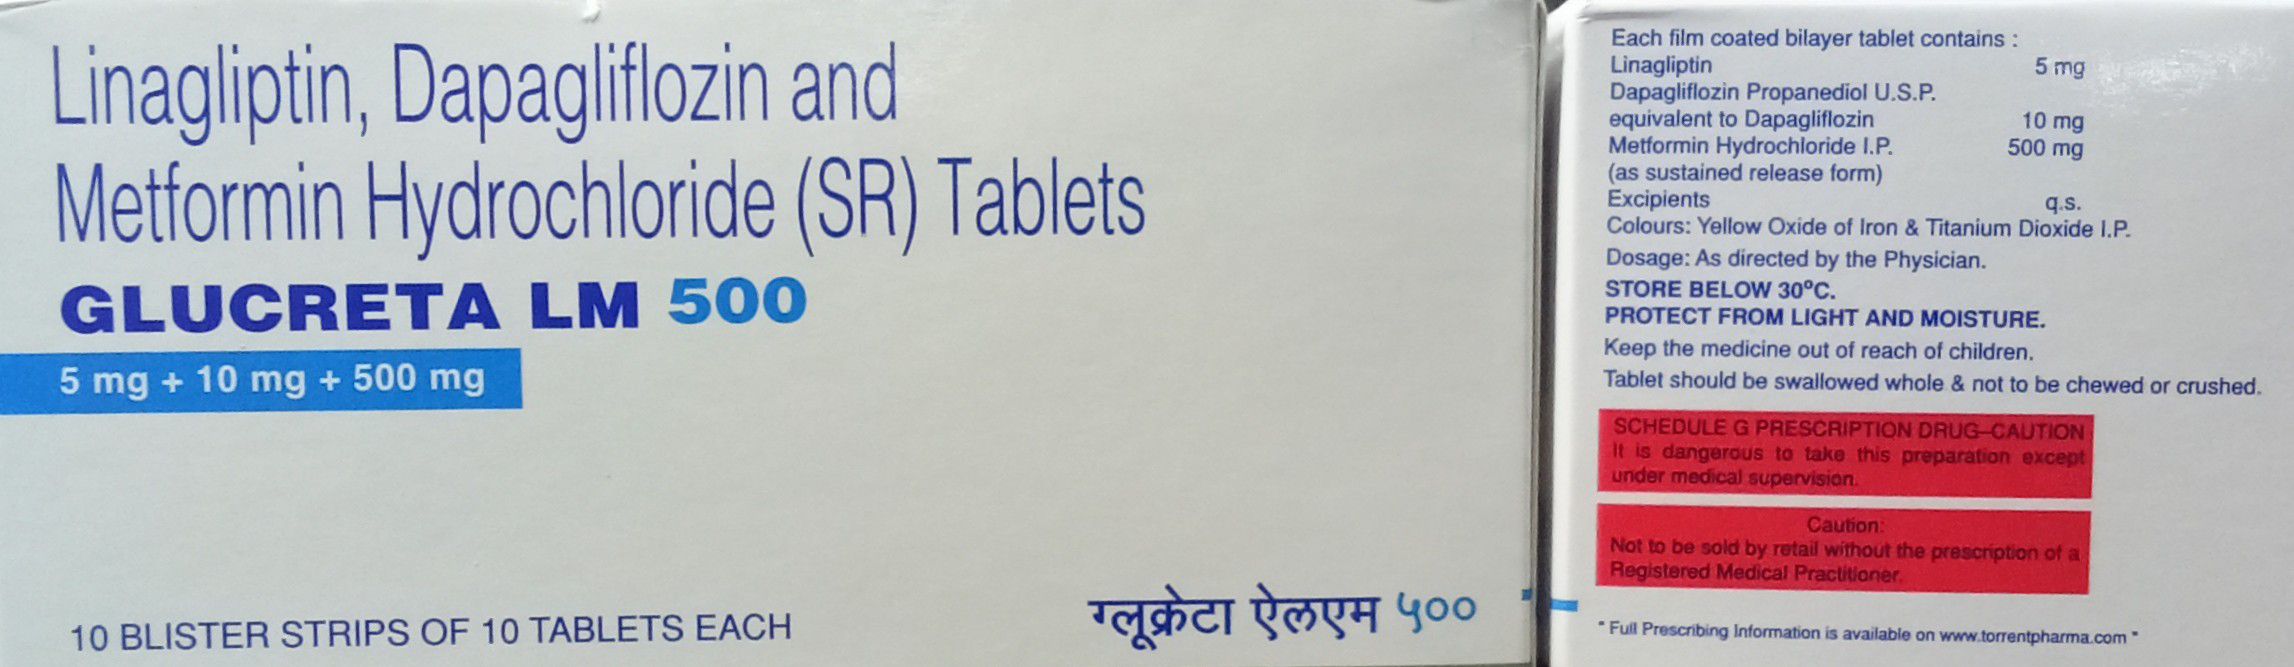 Linagliptin, Dapagliflozin and
Metformin Hydrochloride (SR) Tablets
GLUCRETA LM 500
5 mg + 10 mg + 500 mg
10 BLISTER STRIPS OF 10 TABLETS EACH
ग्लूक्रेटा ऐलएम ५००
Each film coated bilayer tablet contains :
Linagliptin 5 mg
Dapagliflozin Propanediol U.S.P.
equivalent to Dapagliflozin 10 mg
Metformin Hydrochloride I.P. 500 mg
(as sustained release form)
Excipients q.s.
Colours: Yellow Oxide of Iron & Titanium Dioxide I.P.
Dosage: As directed by the Physician.
STORE BELOW 30°C.
PROTECT FROM LIGHT AND MOISTURE.
Keep the medicine out of reach of children.
Tablet should be swallowed whole & not to be chewed or crushed.
SCHEDULE G PRESCRIPTION DRUG–CAUTION
It is dangerous to take this preparation except
under medical supervision.
Caution:
Not to be sold by retail without the prescription of a
Registered Medical Practitioner.
" Full Prescribing Information is available on www.torrentpharma.com "